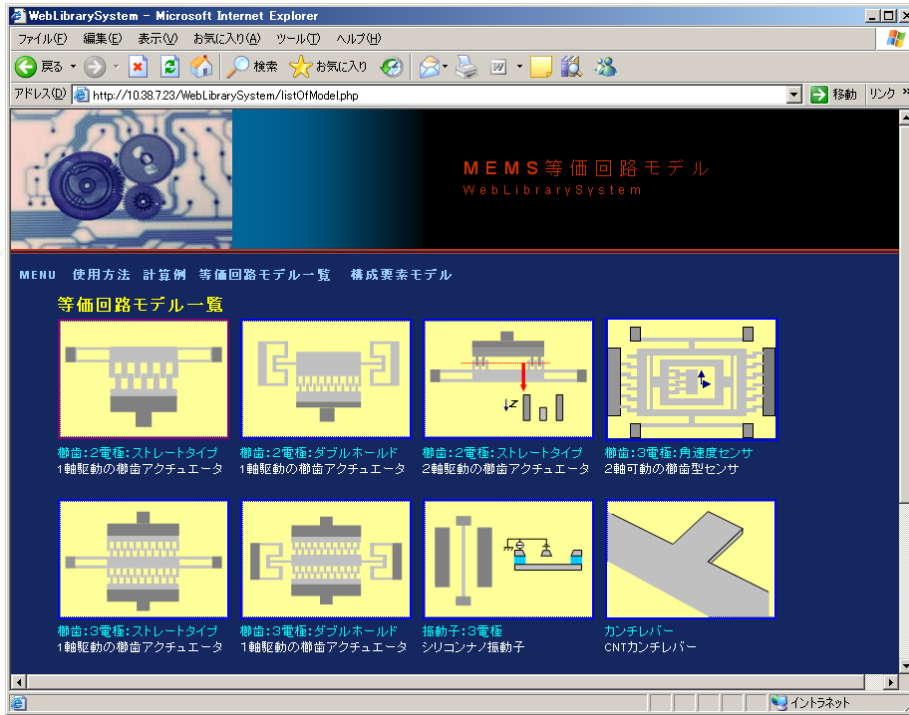 WebLibrarySystem - Microsoft Internet Explorer
ファイル(F) 編集(E) 表示(V) お気に入り(A) ツール(T) ヘルプ(H)
戻る 検索 お気に入り
アドレス(D) http://10.38.7.23/WebLibrarySystem/listOfModel.php 移動 リンク »
MEMS等価回路モデル
WebLibrarySystem
MENU 使用方法 計算例 等価回路モデル一覧 構成要素モデル
等価回路モデル一覧
z
櫛歯:2電極:ストレートタイプ 櫛歯:2電極:ダブルホールド 櫛歯:2電極:ストレートタイプ 櫛歯:3電極:角速度センサ
1軸駆動の櫛歯アクチュエータ 1軸駆動の櫛歯アクチュエータ 2軸駆動の櫛歯アクチュエータ 2軸可動の櫛歯型センサ
櫛歯:3電極:ストレートタイプ 櫛歯:3電極:ダブルホールド 振動子:3電極 カンチレバー
1軸駆動の櫛歯アクチュエータ 1軸駆動の櫛歯アクチュエータ シリコンナノ振動子 CNTカンチレバー
イントラネット